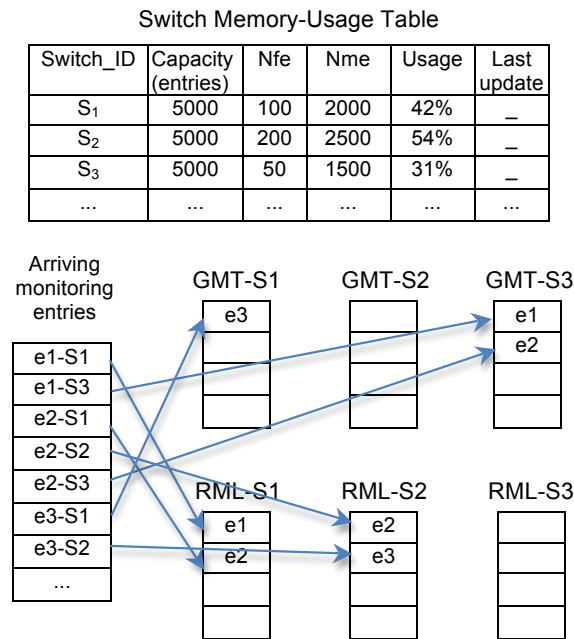 Switch Memory-Usage Table
Switch_ID Capacity (entries) Nfe Nme Usage Last update
S1 5000 100 2000 42% _
S2 5000 200 2500 54% _
S3 5000 50 1500 31% _
... ... ... ... ... ...
Arriving monitoring entries
GMT-S1 GMT-S2 GMT-S3
e3 e1
e2
e1-S1
e1-S3
e2-S1
e2-S2
e2-S3
e3-S1
e3-S2
...
RML-S1 RML-S2 RML-S3
e1 e2
e2 e3